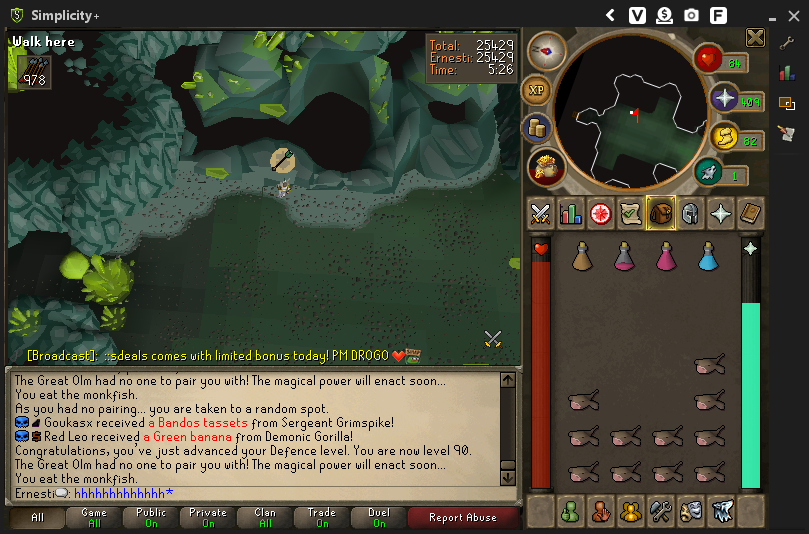 Simplicity+
V
F
Walk here
978
Total: 25429
Ernesti: 25429
Time: 5:26
XP
84
409
82
1
[Broadcast]: ::sdeals comes with limited bonus today! PM DROGO
The Great Olm had no one to pair you with! The magical power will enact soon...
You eat the monkfish.
As you had no pairing... you are taken to a random spot.
Goukasx received a Bandos tassets from Sergeant Grimspike!
Red Leo received a Green banana from Demonic Gorilla!
Congratulations, you've just advanced your Defence level. You are now level 90.
The Great Olm had no one to pair you with! The magical power will enact soon...
You eat the monkfish.
Ernesti: hhhhhhhhhhhhh*
All
Game All
Public On
Private On
Clan All
Trade On
Duel On
Report Abuse